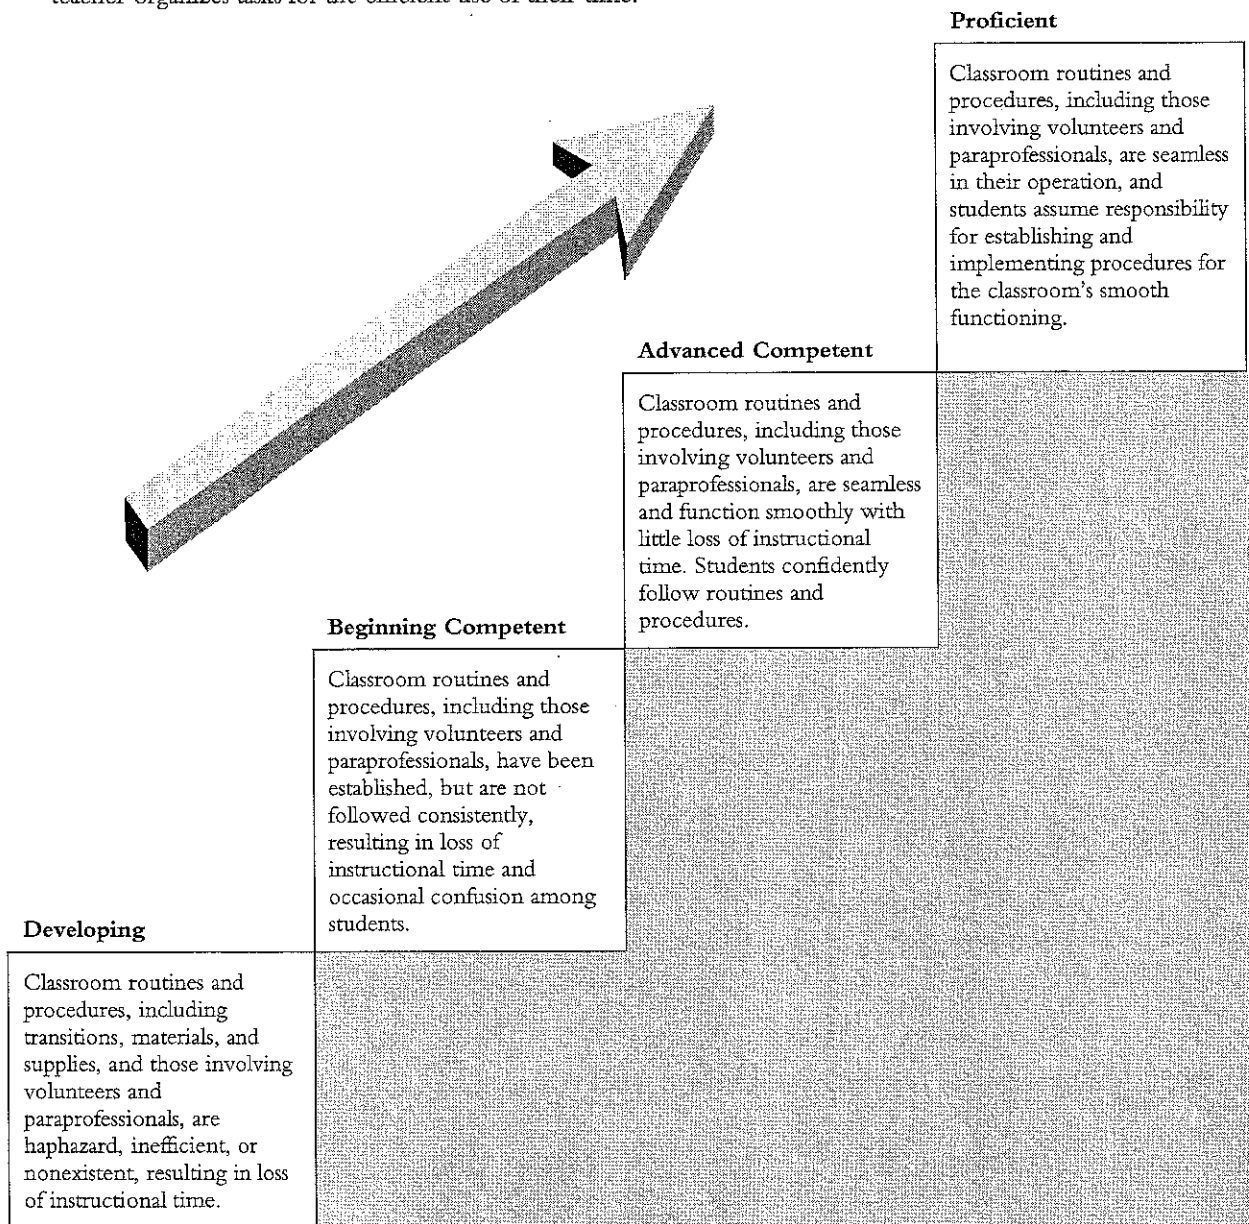 teacher organizes tasks for the efficient use of their time.
Proficient
Classroom routines and
procedures, including those
involving volunteers and
paraprofessionals, are seamless
in their operation, and
students assume responsibility
for establishing and
implementing procedures for
the classroom's smooth
functioning.
Advanced Competent
Classroom routines and
procedures, including those
involving volunteers and
paraprofessionals, are seamless
and function smoothly with
little loss of instructional
time. Students confidently
follow routines and
procedures.
Beginning Competent
Classroom routines and
procedures, including those
involving volunteers and
paraprofessionals, have been
established, but are not
followed consistently,
resulting in loss of
instructional time and
occasional confusion among
students.
Developing
Classroom routines and
procedures, including
transitions, materials, and
supplies, and those involving
volunteers and
paraprofessionals, are
haphazard, inefficient, or
nonexistent, resulting in loss
of instructional time.